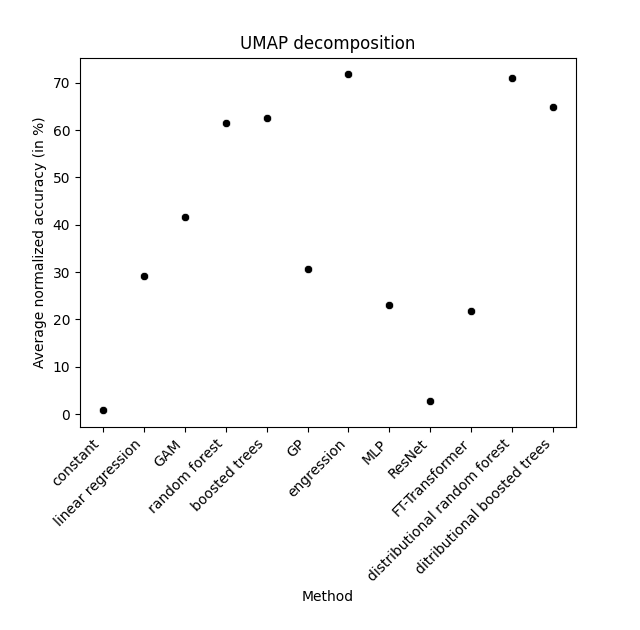 UMAP decomposition
Average normalized accuracy (in %)
70
60
50
40
30
20
10
0
constant
linear regression
GAM
random forest
boosted trees
GP
engression
MLP
ResNet
FT-Transformer
distributional random forest
ditributional boosted trees
Method